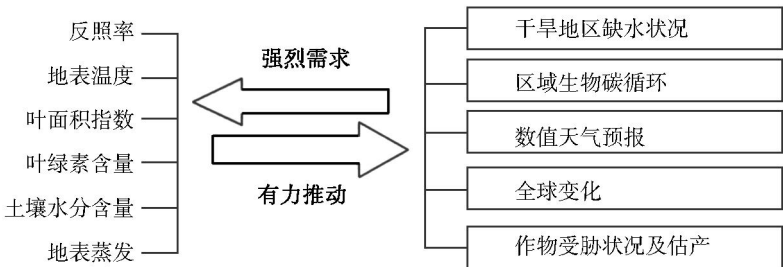 反照率
地表温度
叶面积指数
叶绿素含量
土壤水分含量
地表蒸发
强烈需求
有力推动
干旱地区缺水状况
区域生物碳循环
数值天气预报
全球变化
作物受胁状况及估产